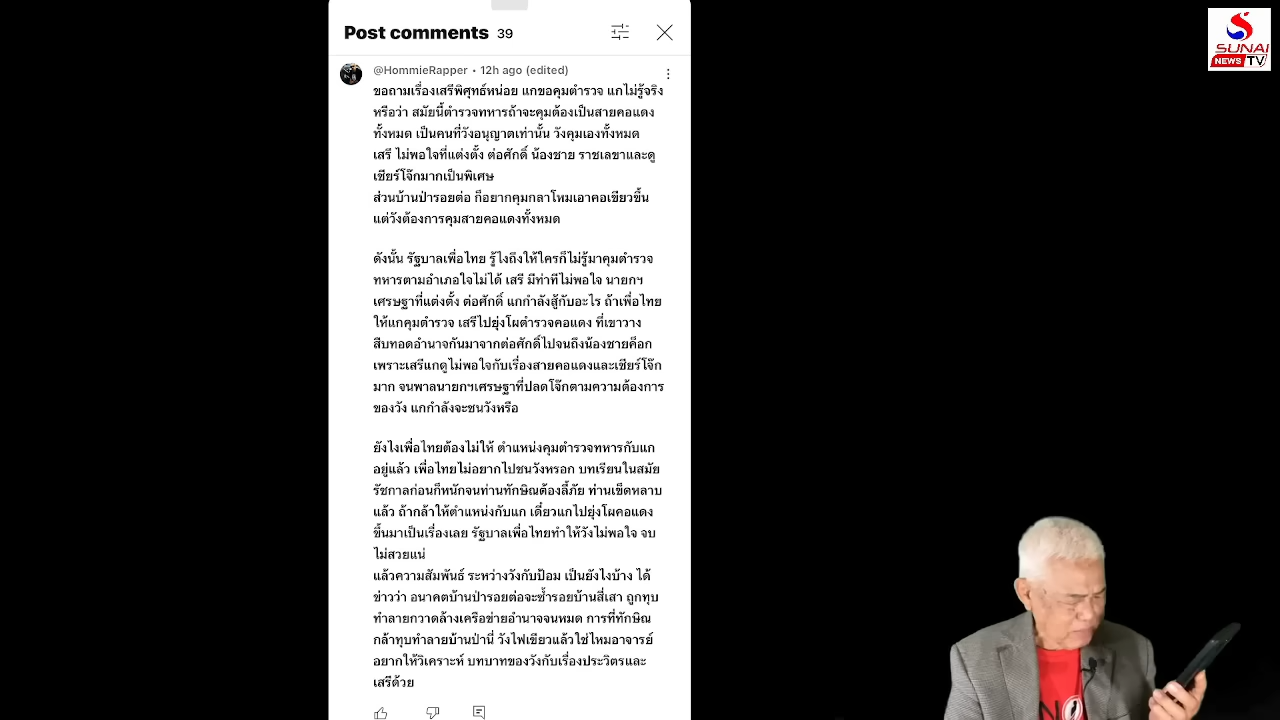 Post comments 39
@HommieRapper • 12h ago (edited)
ขอถามเรื่องเสรีพิศุทธ์หน่อย แกขอคุมตำรวจ แกไม่รู้จริง
หรือว่า สมัยนี้ตำรวจทหารถ้าจะคุมต้องเป็นสายคอแดง
ทั้งหมด เป็นคนที่วังอนุญาตเท่านั้น วังคุมเองทั้งหมด
เสรี ไม่พอใจที่แต่งตั้ง ต่อศักดิ์ น้องชาย ราชเลขาและดู
เชียร์โจ๊กมากเป็นพิเศษ
ส่วนบ้านป่ารอยต่อ ก็อยากคุมกลาโหมเอาคอเขียวขึ้น
แต่วังต้องการคุมสายคอแดงทั้งหมด
ดังนั้น รัฐบาลเพื่อไทย รู้ไงถึงให้ใครก็ไม่รู้มาคุมตำรวจ
ทหารตามอำเภอใจไม่ได้ เสรี มีท่าทีไม่พอใจ นายกฯ
เศรษฐาที่แต่งตั้ง ต่อศักดิ์ แกกำลังสู้กับอะไร ถ้าเพื่อไทย
ให้แกคุมตำรวจ เสรีไปยุ่งโผตำรวจคอแดง ที่เขาวาง
สืบทอดอำนาจกันมาจากต่อศักดิ์ไปจนถึงน้องชายค็อก
เพราะเสรีแกดูไม่พอใจกับเรื่องสายคอแดงและเชียร์โจ๊ก
มาก จนพาลนายกฯเศรษฐาที่ปลดโจ๊กตามความต้องการ
ของวัง แกกำลังจะชนวังหรือ
ยังไงเพื่อไทยต้องไม่ให้ ตำแหน่งคุมตำรวจทหารกับแก
อยู่แล้ว เพื่อไทยไม่อยากไปชนวังหรอก บทเรียนในสมัย
รัชกาลก่อนก็หนักจนท่านทักษิณต้องลี้ภัย ท่านเข็ดหลาบ
แล้ว ถ้ากล้าให้ตำแหน่งกับแก เดี๋ยวแกไปยุ่งโผคอแดง
ขึ้นมาเป็นเรื่องเลย รัฐบาลเพื่อไทยทำให้วังไม่พอใจ จบ
ไม่สวยแน่
แล้วความสัมพันธ์ ระหว่างวังกับป้อม เป็นยังไงบ้าง ได้
ข่าวว่า อนาคตบ้านป่ารอยต่อจะซ้ำรอยบ้านสี่เสา ถูกทุบ
ทำลายกวาดล้างเครือข่ายอำนาจจนหมด การที่ทักษิณ
กล้าทุบทำลายบ้านป่านี่ วังไฟเขียวแล้วใช่ไหมอาจารย์
อยากให้วิเคราะห์ บทบาทของวังกับเรื่องประวิตรและ
เสรีด้วย
SUNAI
NEWS TV